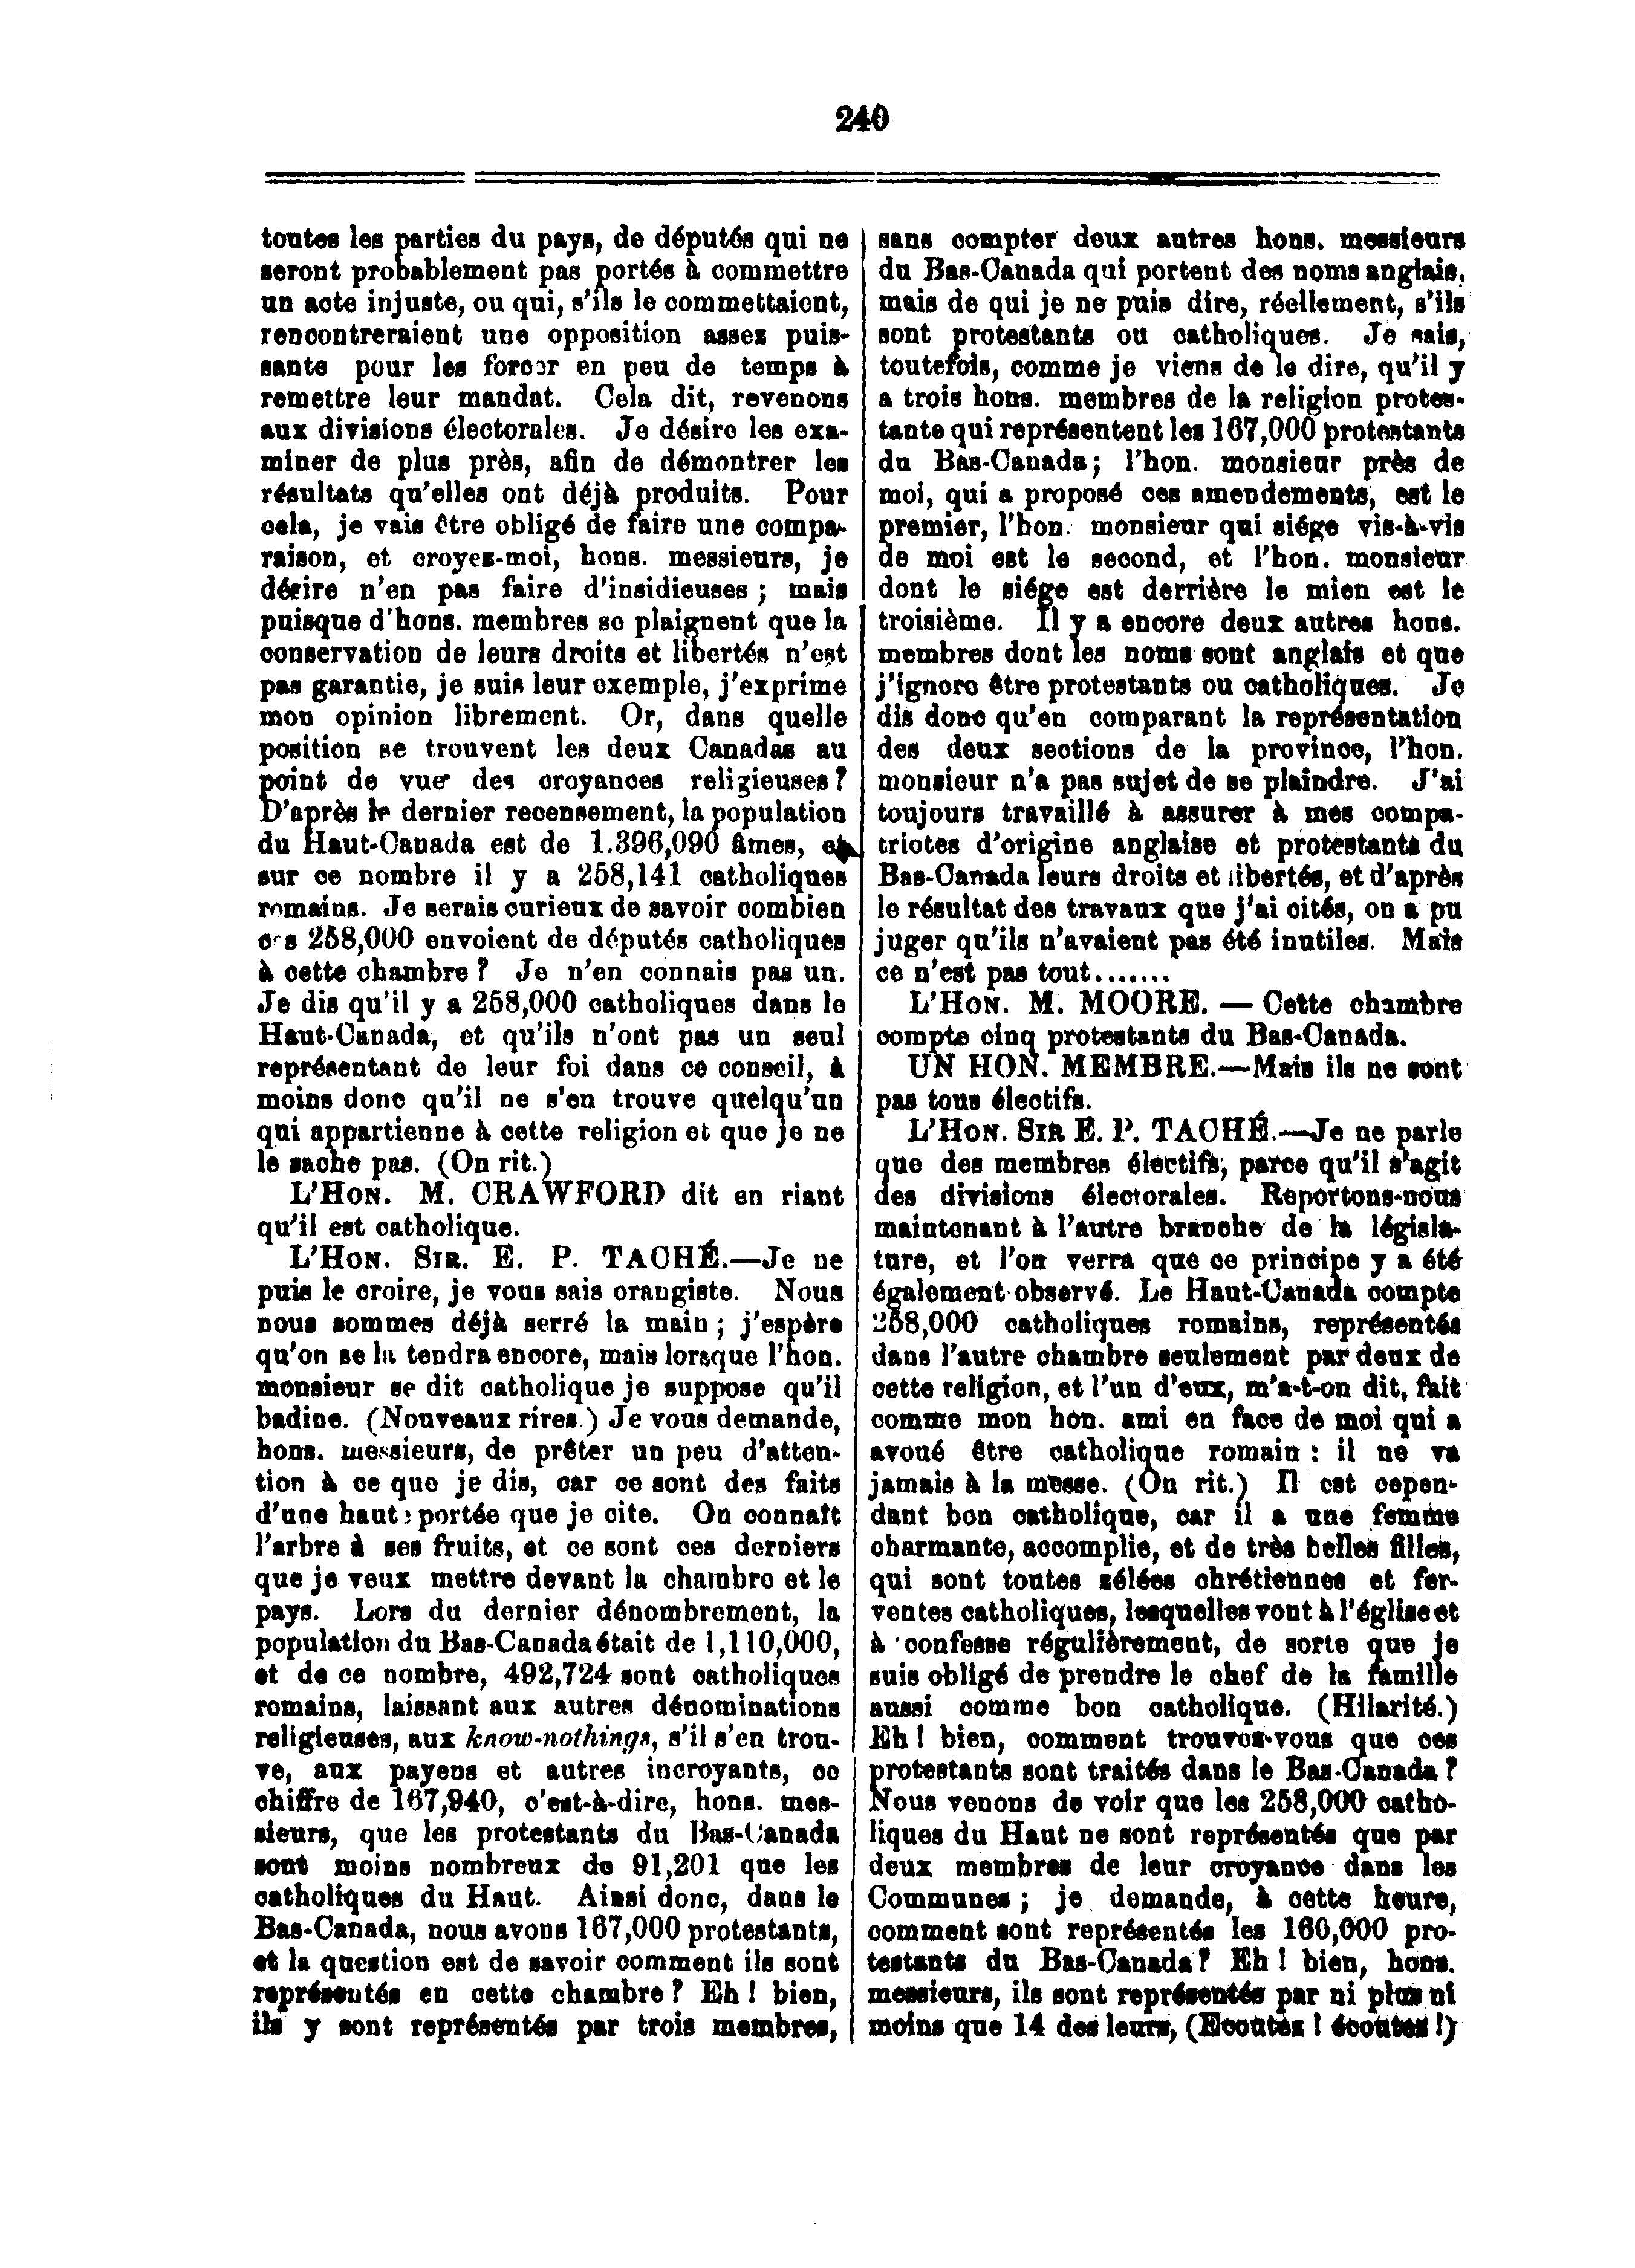 240
toutes les parties du pays, de députés qui ne
seront probablement pas portés à commettre
un acte injuste, ou qui, s'ils le commettaient,
rencontreraient une opposition assez puis-
sante pour les forcer en peu de temps à
remettre leur mandat. Cela dit, revenons
aux divisions électorales. Je désire les exa-
miner de plus près, afin de démontrer les
résultats qu'elles ont déjà produits. Pour
cela, je vais être obligé de faire une compa-
raison, et croyez-moi, hons. messieurs, je
désire n'en pas faire d'insidieuses ; mais
puisque d'hons. membres se plaignent que la
conservation de leurs droits et libertés n'est
pas garantie, je suis leur exemple, j'exprime
mon opinion librement. Or, dans quelle
position se trouvent les deux Canadas au
point de vue des croyances religieuses ?
D'après le dernier recensement, la population
du Haut-Canada est de 1.396,090 âmes, et
sur ce nombre il y a 258,141 catholiques
romains. Je serais curieux de savoir combien
ces 258,000 envoient de députés catholiques
à cette chambre ? Je n'en connais pas un.
Je dis qu'il y a 258,000 catholiques dans le
Haut-Canada, et qu'ils n'ont pas un seul
représentant de leur foi dans ce conseil, à
moins donc qu'il ne s'en trouve quelqu'un
qui appartienne à cette religion et que je ne
le sache pas. (On rit.)
L'HON. M. CRAWFORD dit en riant
qu'il est catholique.
L'HON. SIR. E. P. TACHÉ.—Je ne
puis le croire, je vous sais orangiste. Nous
nous sommes déjà serré la main ; j'espère
qu'on se la tendra encore, mais lorsque l'hon.
monsieur se dit catholique je suppose qu'il
badine. (Nouveaux rires.) Je vous demande,
hons. messieurs, de prêter un peu d'atten-
tion à ce que je dis, car ce sont des faits
d'une haute portée que je cite. On connaît
l'arbre à ses fruits, et ce sont ces derniers
que je veux mettre devant la chambre et le
pays. Lors du dernier dénombrement, la
population du Bas-Canada était de 1,110,000,
et de ce nombre, 492,724 sont catholiques
romains, laissant aux autres dénominations
religieuses, aux know-nothings, s'il s'en trou-
ve, aux payens et autres incroyants, ce
chiffre de 167,940, c'est-à-dire, hons. mes-
sieurs, que les protestants du Bas-Canada
sont moins nombreux de 91,201 que les
catholiques du Haut. Ainsi donc, dans le
Bas-Canada, nous avons 167,000 protestants,
et la question est de savoir comment ils sont
représentés en cette chambre ? Eh ! bien,
ils y sont représentés par trois membres,
sans compter deux autres hons. messieurs
du Bas-Canada qui portent des noms anglais,
mais de qui je ne puis dire, réellement, s'ils
sont protestants ou catholiques. Je sais,
toutefois, comme je viens de le dire, qu'il y
a trois hons. membres de la religion protes-
tante qui représentent les 167,000 protestants
du Bas-Canada; l'hon. monsieur près de
moi, qui a proposé ces amendements, est le
premier, l'hon. monsieur qui siége vis-à-vis
de moi est le second, et l'hon. monsieur
dont le siége est derrière le mien est le
troisième. Il y a encore deux autres hons.
membres dont les noms sont anglais et que
j'ignore être protestants ou catholiques. Je
dis donc qu'en comparant la représentation
des deux sections de la province, l'hon.
monsieur n'a pas sujet de se plaindre. J'ai
toujours travaillé à assurer à mes compa-
triotes d'origine anglaise et protestants du
Bas-Canada leurs droits et libertés, et d'après
le résultat des travaux que j'ai cités, on a pu
juger qu'ils n'avaient pas été inutiles. Mais
ce n'est pas tout.......
L'HON. M. MOORE. — Cette chambre
compte cinq protestants du Bas-Canada.
UN HON. MEMBRE.—Mais ils ne sont
pas tous électifs.
L'HON. SIR E. P. TACHÉ.—Je ne parle
que des membres électifs, parce qu'il s'agit
des divisions électorales. Reportons-nous
maintenant à l'autre branche de la législa-
ture, et l'on verra que ce principe y a été
également observé. Le Haut-Canada compte
258,000 catholiques romains, représentés
dans l'autre chambre seulement par deux de
cette religion, et l'un d'eux, m'a-t-on dit, fait
comme mon hon. ami en face de moi qui a
avoué être catholique romain : il ne va
jamais à la messe. (On rit.) Il est cepen-
dant bon catholique, car il a une femme
charmante, accomplie, et de très belles filles,
qui sont toutes zélées chrétiennes et fer-
ventes catholiques, lesquelles vont à l'église et
à confesse régulièrement, de sorte que je
suis obligé de prendre le chef de la famille
aussi comme bon catholique. (Hilarité.)
Eh ! bien, comment trouvez-vous que ces
protestants sont traités dans le Bas-Canada ?
Nous venons de voir que les 258,000 catho-
liques du Haut ne sont représentés que par
deux membres de leur croyance dans les
Communes ; je demande, à cette heure,
comment sont représentés les 160,000 pro-
testants du Bas-Canada ? Eh ! bien, hons.
messieurs, ils sont représentés par ni plus ni
moins que 14 des leurs, (Ecoutez ! écoutez !)